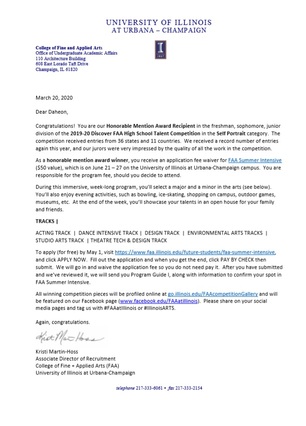 UNIVERSITY OF ILLINOIS
AT URBANA – CHAMPAIGN
College of Fine and Applied Arts
Office of Undergraduate Academic Affairs
110 Architecture Building
608 East Lorado Taft Drive
Champaign, IL 61820
March 20, 2020
Dear Daheon,
Congratulations! You are our Honorable Mention Award Recipient in the freshman, sophomore, junior
division of the 2019-20 Discover FAA High School Talent Competition in the Self Portrait category. The
competition received entries from 36 states and 11 countries. We received a record number of entries
again this year, and our jurors were very impressed by the quality of all the work in the competition.
As a honorable mention award winner, you receive an application fee waiver for FAA Summer Intensive
($50 value), which is on June 21 – 27 on the University of Illinois at Urbana-Champaign campus. You are
responsible for the program fee, should you decide to attend.
During this immersive, week-long program, you'll select a major and a minor in the arts (see below).
You'll also enjoy evening activities, such as bowling, ice-skating, shopping on campus, outdoor games,
museums, etc. At the end of the week, you'll showcase your talents in an open house for your family
and friends.
TRACKS |
ACTING TRACK | DANCE INTENSIVE TRACK | DESIGN TRACK | ENVIRONMENTAL ARTS TRACKS |
STUDIO ARTS TRACK | THEATRE TECH & DESIGN TRACK
To apply (for free) by May 1, visit https://www.faa.illinois.edu/future-students/faa-summer-intensive,
and click APPLY NOW. Fill out the application and when you get the end, click PAY BY CHECK then
submit. We will go in and waive the application fee so you do not need pay it. After you have submitted
and we've reviewed it, we will send you Program Guide I, along with information to confirm your spot in
FAA Summer Intensive.
All winning competition pieces will be profiled online at go.illinois.edu/FAAcompetitionGallery and will
be featured on our Facebook page (www.facebook.com/FAAatIllinois). Please share on your social
media pages and tag us with #FAAatIllinois or #IllinoisARTS.
Again, congratulations.
Kristi Martin-Hoss
Kristi Martin-Hoss
Associate Director of Recruitment
College of Fine + Applied Arts (FAA)
University of Illinois at Urbana-Champaign
telephone 217-333-6061 • fax 217-333-2154